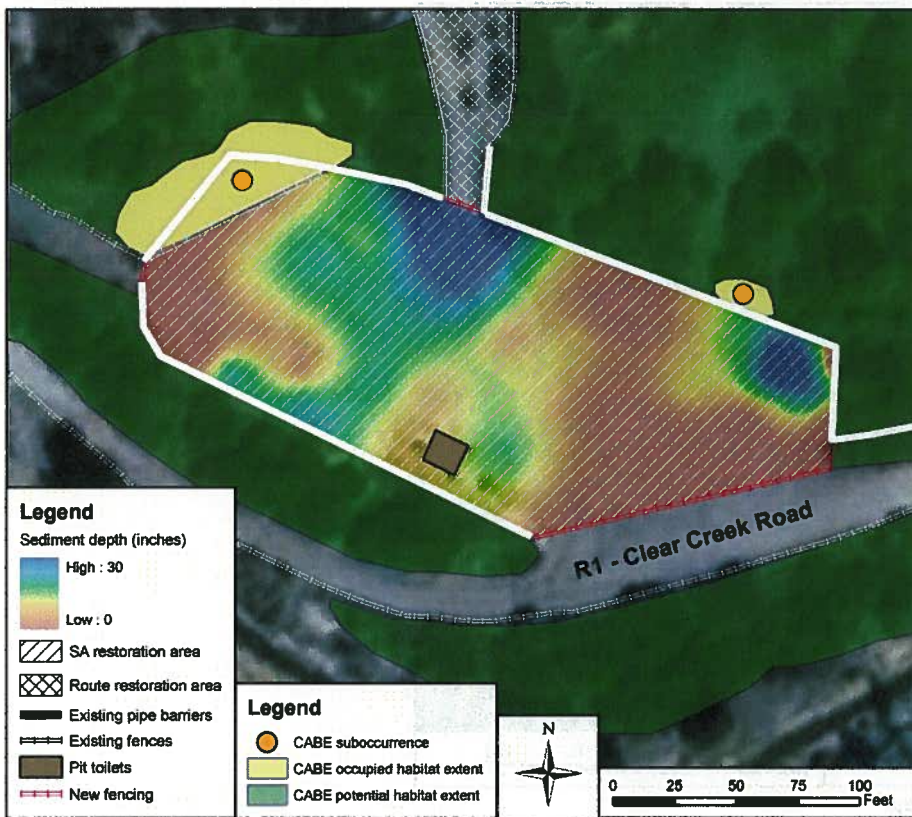 R1 - Clear Creek Road
Legend
Sediment depth (inches)
High : 30
Low : 0
SA restoration area
Route restoration area
Existing pipe barriers
Existing fences
Pit toilets
New fencing
Legend
CABE suboccurrence
CABE occupied habitat extent
CABE potential habitat extent
N
0 25 50 75 100
Feet